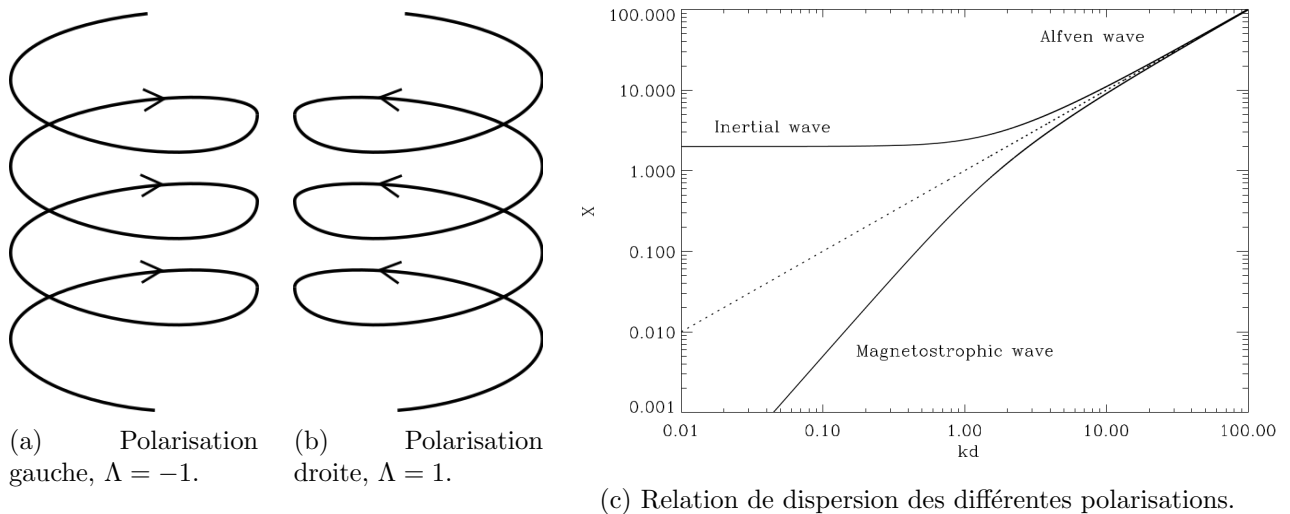 (a) Polarisation
gauche, Λ = −1.
(b) Polarisation
droite, Λ = 1.
100.000
10.000
1.000
0.100
0.010
0.001
X
Alfven wave
Inertial wave
Magnetostrophic wave
0.01 0.10 1.00 10.00 100.00
kd
(c) Relation de dispersion des différentes polarisations.